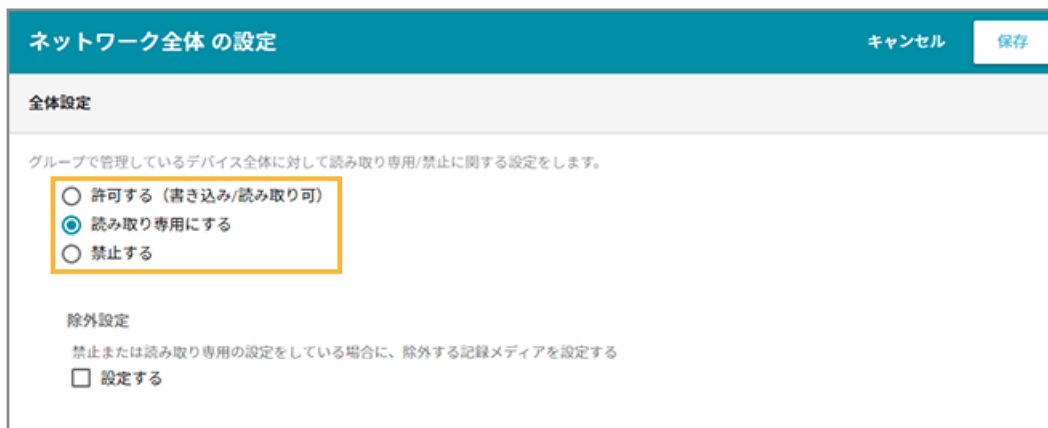 ネットワーク全体 の設定
キャンセル
保存
全体設定
グループで管理しているデバイス全体に対して読み取り専用/禁止に関する設定をします。
許可する（書き込み/読み取り可）
読み取り専用にする
禁止する
除外設定
禁止または読み取り専用の設定をしている場合に、除外する記録メディアを設定する
設定する